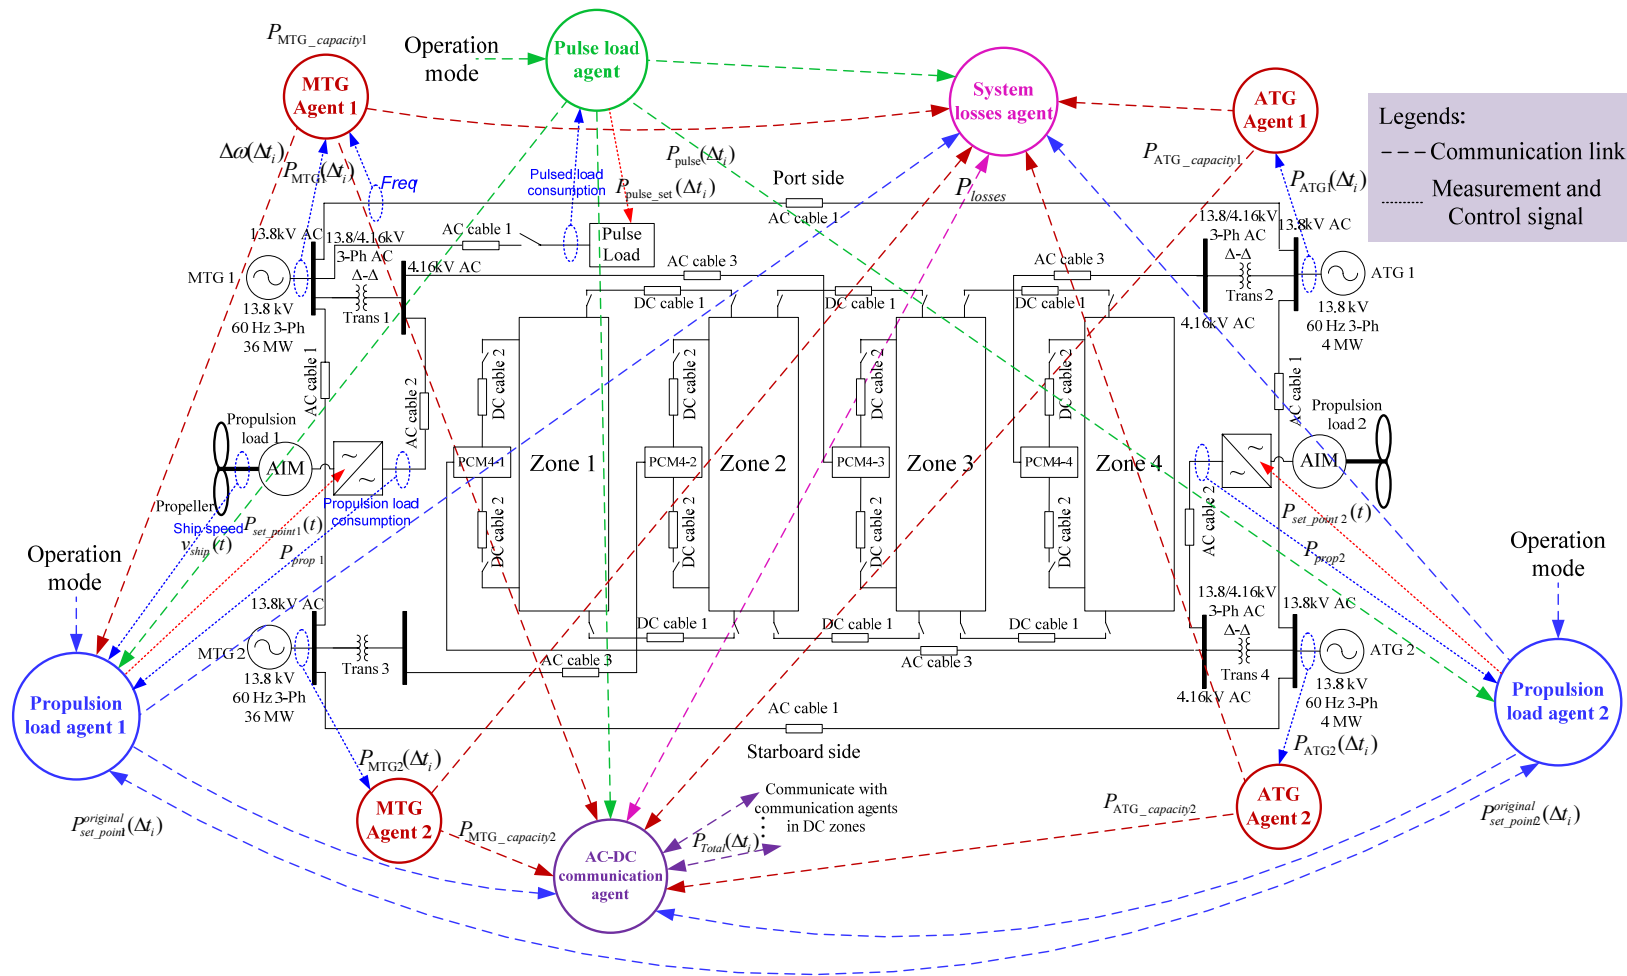 P_MTG_capacity1
Operation
mode
Pulse load
agent
MTG
Agent 1
System
losses agent
ATG
Agent 1
Legends:
Communication link
Measurement and
Control signal
Δω(Δt_i)
P_MTG1(Δt_i)
Freq
Pulsed load
consumption
P_pulse(Δt_i)
P_pulse_set(Δt_i)
P_losses
P_ATG_capacity1
P_ATG1(Δt_i)
Port side
AC cable 1
13.8kV AC
13.8/4.16kV
3-Ph AC
Δ-Δ
Trans 1
4.16kV AC
AC cable 1
Pulse
Load
AC cable 3
AC cable 3
13.8/4.16kV
3-Ph AC
Δ-Δ
Trans 2
13.8kV AC
4.16kV AC
MTG 1
13.8 kV
60 Hz 3-Ph
36 MW
ATG 1
13.8 kV
60 Hz 3-Ph
4 MW
DC cable 1
DC cable 1
DC cable 1
AC cable 1
AC cable 2
DC cable 2
DC cable 2
DC cable 2
DC cable 2
AC cable 1
Propulsion
load 1
AIM
Propeller
PCM4-1
Zone 1
PCM4-2
Zone 2
PCM4-3
Zone 3
PCM4-4
Zone 4
Propulsion
load 2
AIM
Propulsion load
consumption
Ship speed
v_ship(t)
P_set_point1(t)
P_prop 1
DC cable 2
DC cable 2
DC cable 2
DC cable 2
AC cable 2
P_set_point 2(t)
P_prop2
Operation
mode
Operation
mode
13.8kV AC
MTG 2
13.8 kV
60 Hz 3-Ph
36 MW
Trans 3
DC cable 1
DC cable 1
DC cable 1
AC cable 3
AC cable 3
13.8/4.16kV
3-Ph AC
Δ-Δ
Trans 4
13.8kV AC
4.16kV AC
ATG 2
13.8 kV
60 Hz 3-Ph
4 MW
Propulsion
load agent 1
Propulsion
load agent 2
AC cable 1
Starboard side
P_MTG2(Δt_i)
P_ATG2(Δt_i)
MTG
Agent 2
P_MTG_capacity2
Communicate with
communication agents
in DC zones
P_Total(Δt_i)
AC-DC
communication
agent
P_ATG_capacity2
ATG
Agent 2
P^original_set_point1(Δt_i)
P^original_set_point2(Δt_i)